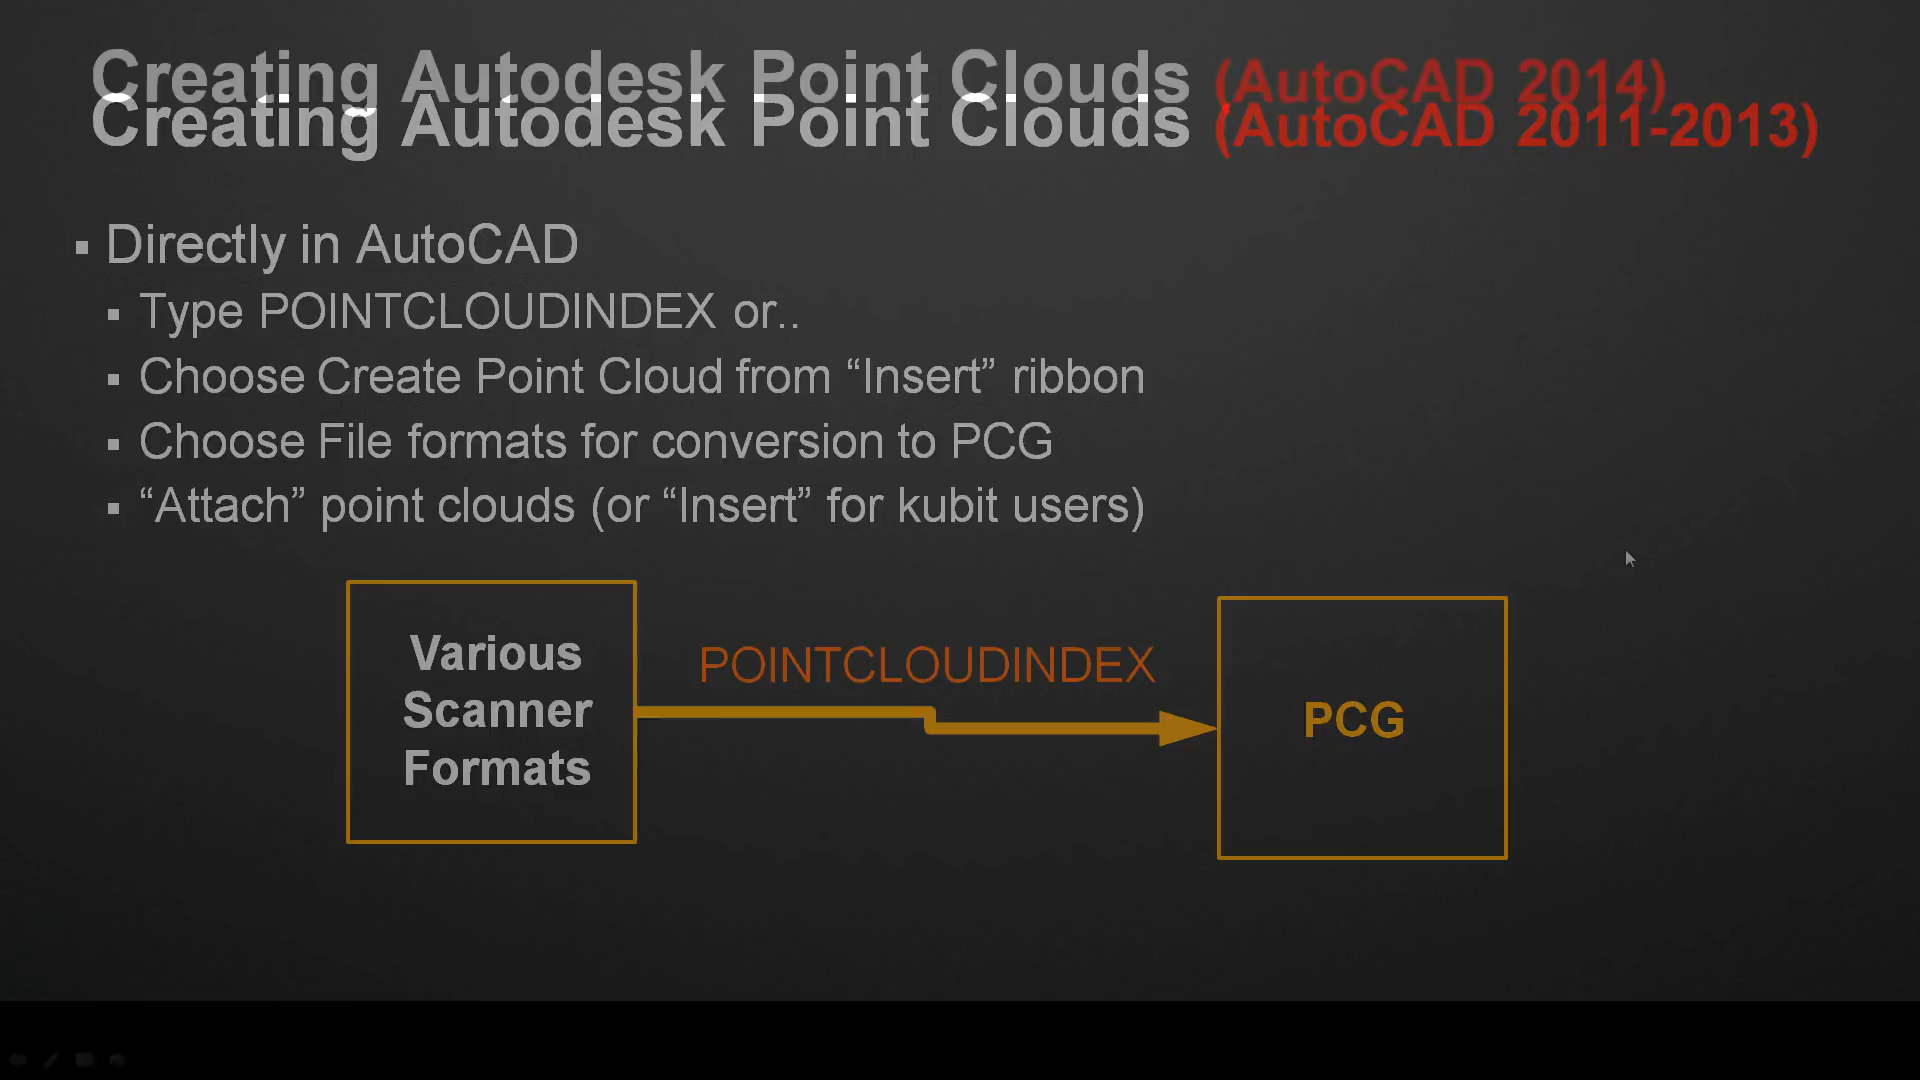 Creating Autodesk Point Clouds (AutoCAD 2014)
Creating Autodesk Point Clouds (AutoCAD 2011-2013)
▪ Directly in AutoCAD
▪ Type POINTCLOUDINDEX or..
▪ Choose Create Point Cloud from “Insert” ribbon
▪ Choose File formats for conversion to PCG
▪ “Attach” point clouds (or “Insert” for kubit users)
Various
Scanner
Formats
POINTCLOUDINDEX
PCG